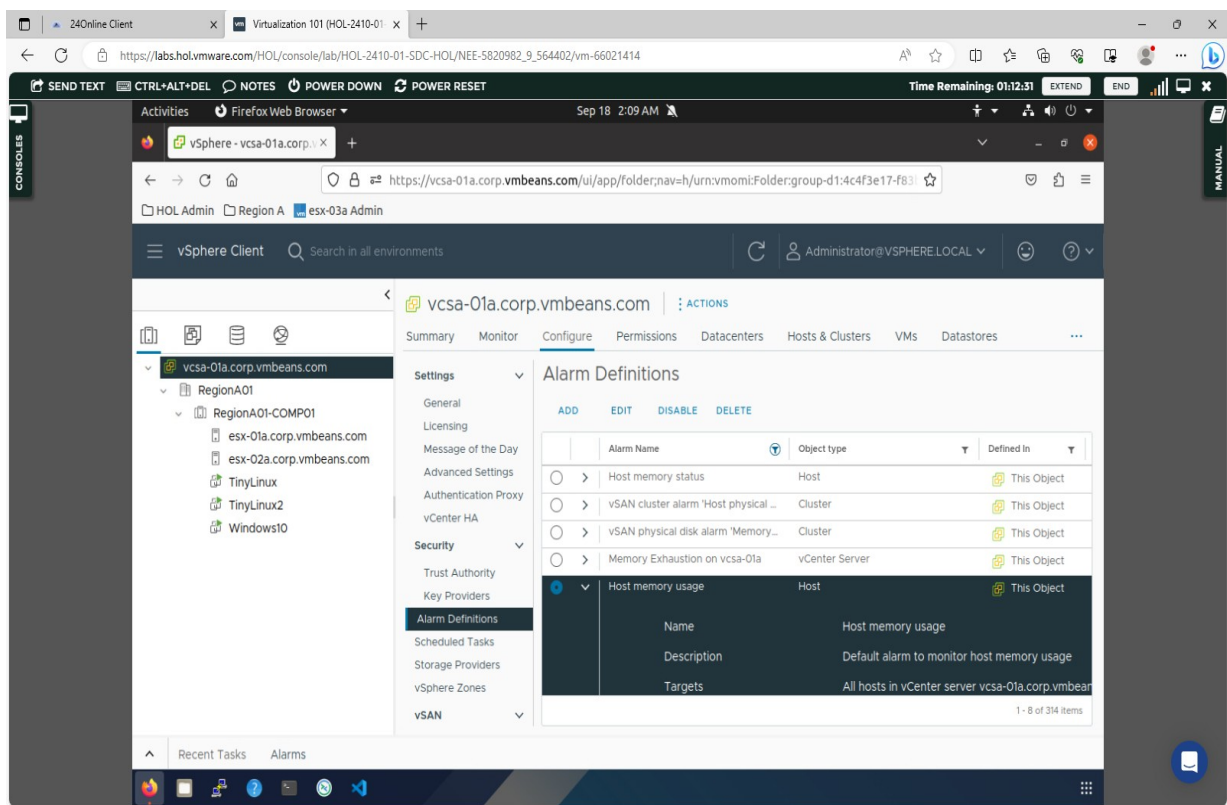 24Online Client
vm Virtualization 101 (HOL-2410-01-
https://labs.hol.vmware.com/HOL/console/lab/HOL-2410-01-SDC-HOL/NEE-5820982_9_564402/vm-66021414
SEND TEXT CTRL+ALT+DEL NOTES POWER DOWN POWER RESET Time Remaining: 01:12:31 EXTEND END
CONSOLES
MANUAL
Activities Firefox Web Browser Sep 18 2:09 AM
vSphere - vcsa-01a.corp.v
https://vcsa-01a.corp.vmbeans.com/ui/app/folder;nav=h/urn:vmomi:Folder:group-d1:4c4f3e17-f83
HOL Admin Region A vm esx-03a Admin
vSphere Client Search in all environments Administrator@VSPHERE.LOCAL
vcsa-01a.corp.vmbeans.com ACTIONS
Summary Monitor Configure Permissions Datacenters Hosts & Clusters VMs Datastores ...
vcsa-01a.corp.vmbeans.com
RegionA01
RegionA01-COMP01
esx-01a.corp.vmbeans.com
esx-02a.corp.vmbeans.com
TinyLinux
TinyLinux2
Windows10
Settings
General
Licensing
Message of the Day
Advanced Settings
Authentication Proxy
vCenter HA
Security
Trust Authority
Key Providers
Alarm Definitions
Scheduled Tasks
Storage Providers
vSphere Zones
vSAN
Alarm Definitions
ADD EDIT DISABLE DELETE
Alarm Name Object type Defined In
Host memory status Host This Object
vSAN cluster alarm 'Host physical ... Cluster This Object
vSAN physical disk alarm 'Memory... Cluster This Object
Memory Exhaustion on vcsa-01a vCenter Server This Object
Host memory usage Host This Object
Name Host memory usage
Description Default alarm to monitor host memory usage
Targets All hosts in vCenter server vcsa-01a.corp.vmbean
1 - 8 of 314 items
Recent Tasks Alarms